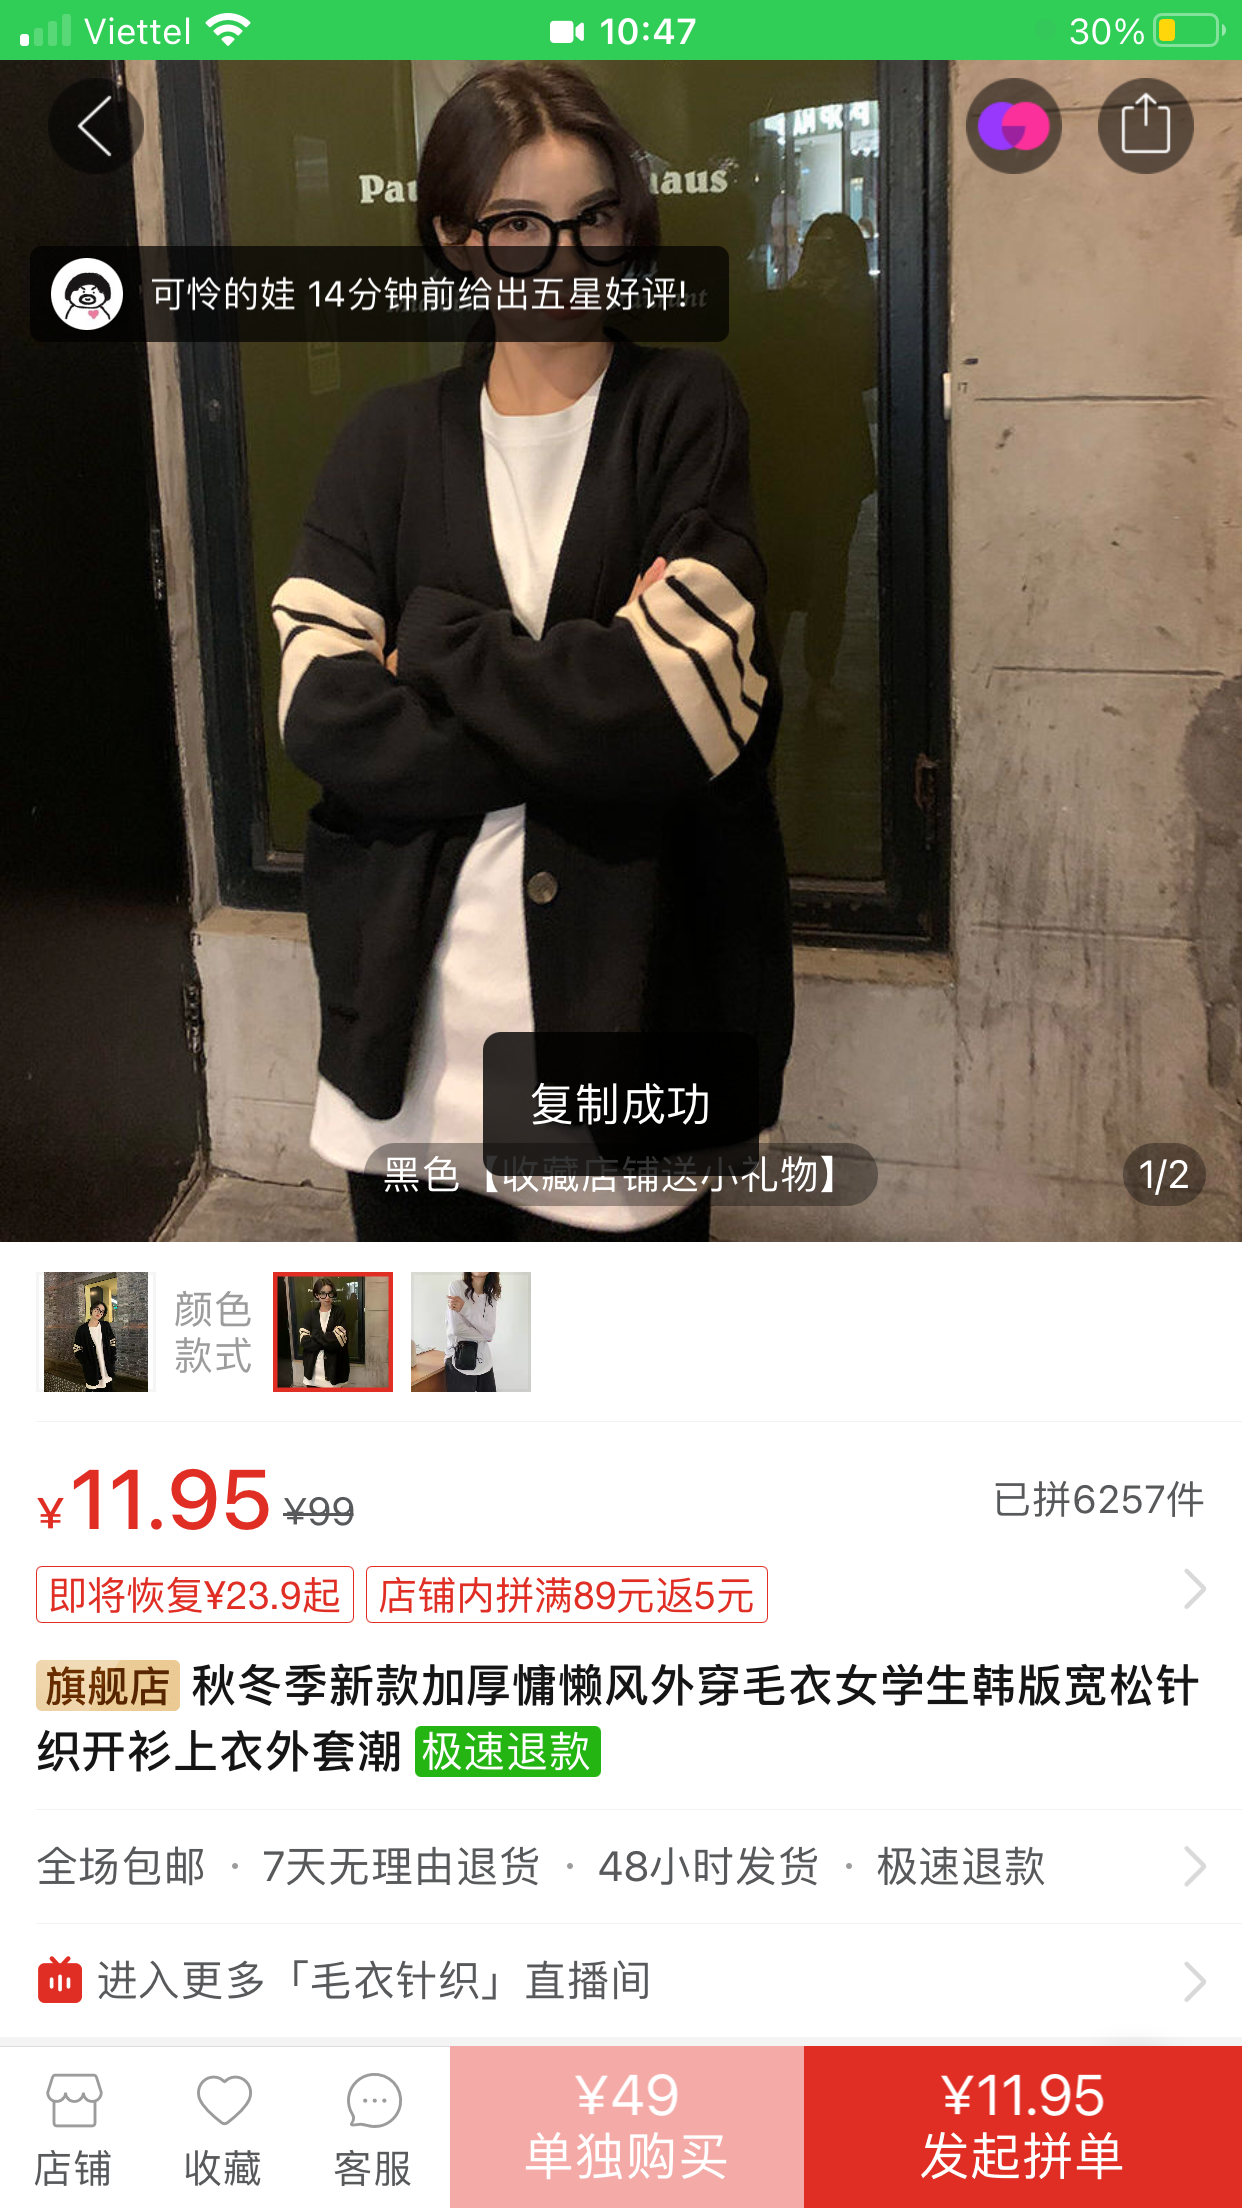 Viettel 10:47 30%
可怜的娃 14分钟前给出五星好评!
复制成功
黑色【收藏店铺送小礼物】
1/2
颜色
款式
¥11.95 ¥99
已拼6257件
即将恢复¥23.9起 店铺内拼满89元返5元
旗舰店 秋冬季新款加厚慵懒风外穿毛衣女学生韩版宽松针
织开衫上衣外套潮 极速退款
全场包邮 · 7天无理由退货 · 48小时发货 · 极速退款
进入更多「毛衣针织」直播间
¥49 ¥11.95
店铺 收藏 客服 单独购买 发起拼单